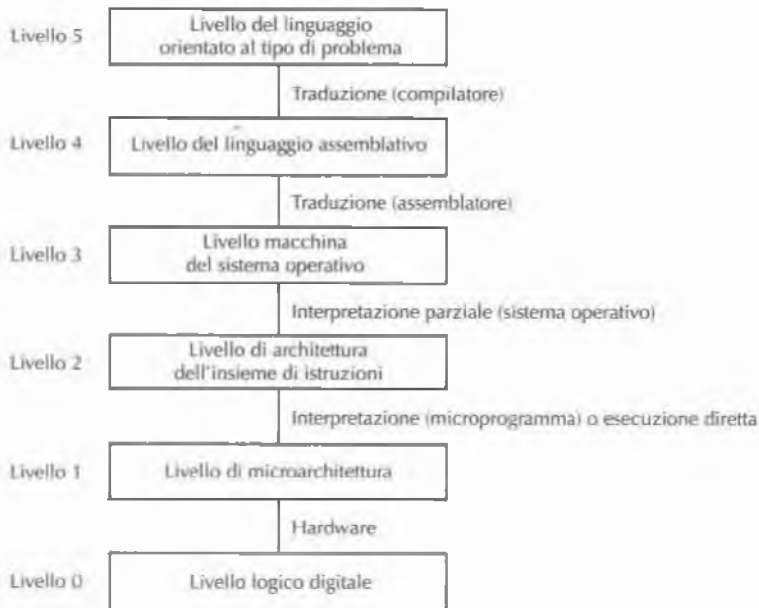 Livello 5
Livello del linguaggio
orientato al tipo di problema
Traduzione (compilatore)
Livello 4
Livello del linguaggio assemblativo
Traduzione (assemblatore)
Livello 3
Livello macchina
del sistema operativo
Interpretazione parziale (sistema operativo)
Livello 2
Livello di architettura
dell'insieme di istruzioni
Interpretazione (microprogramma) o esecuzione diretta
Livello 1
Livello di microarchitettura
Hardware
Livello 0
Livello logico digitale